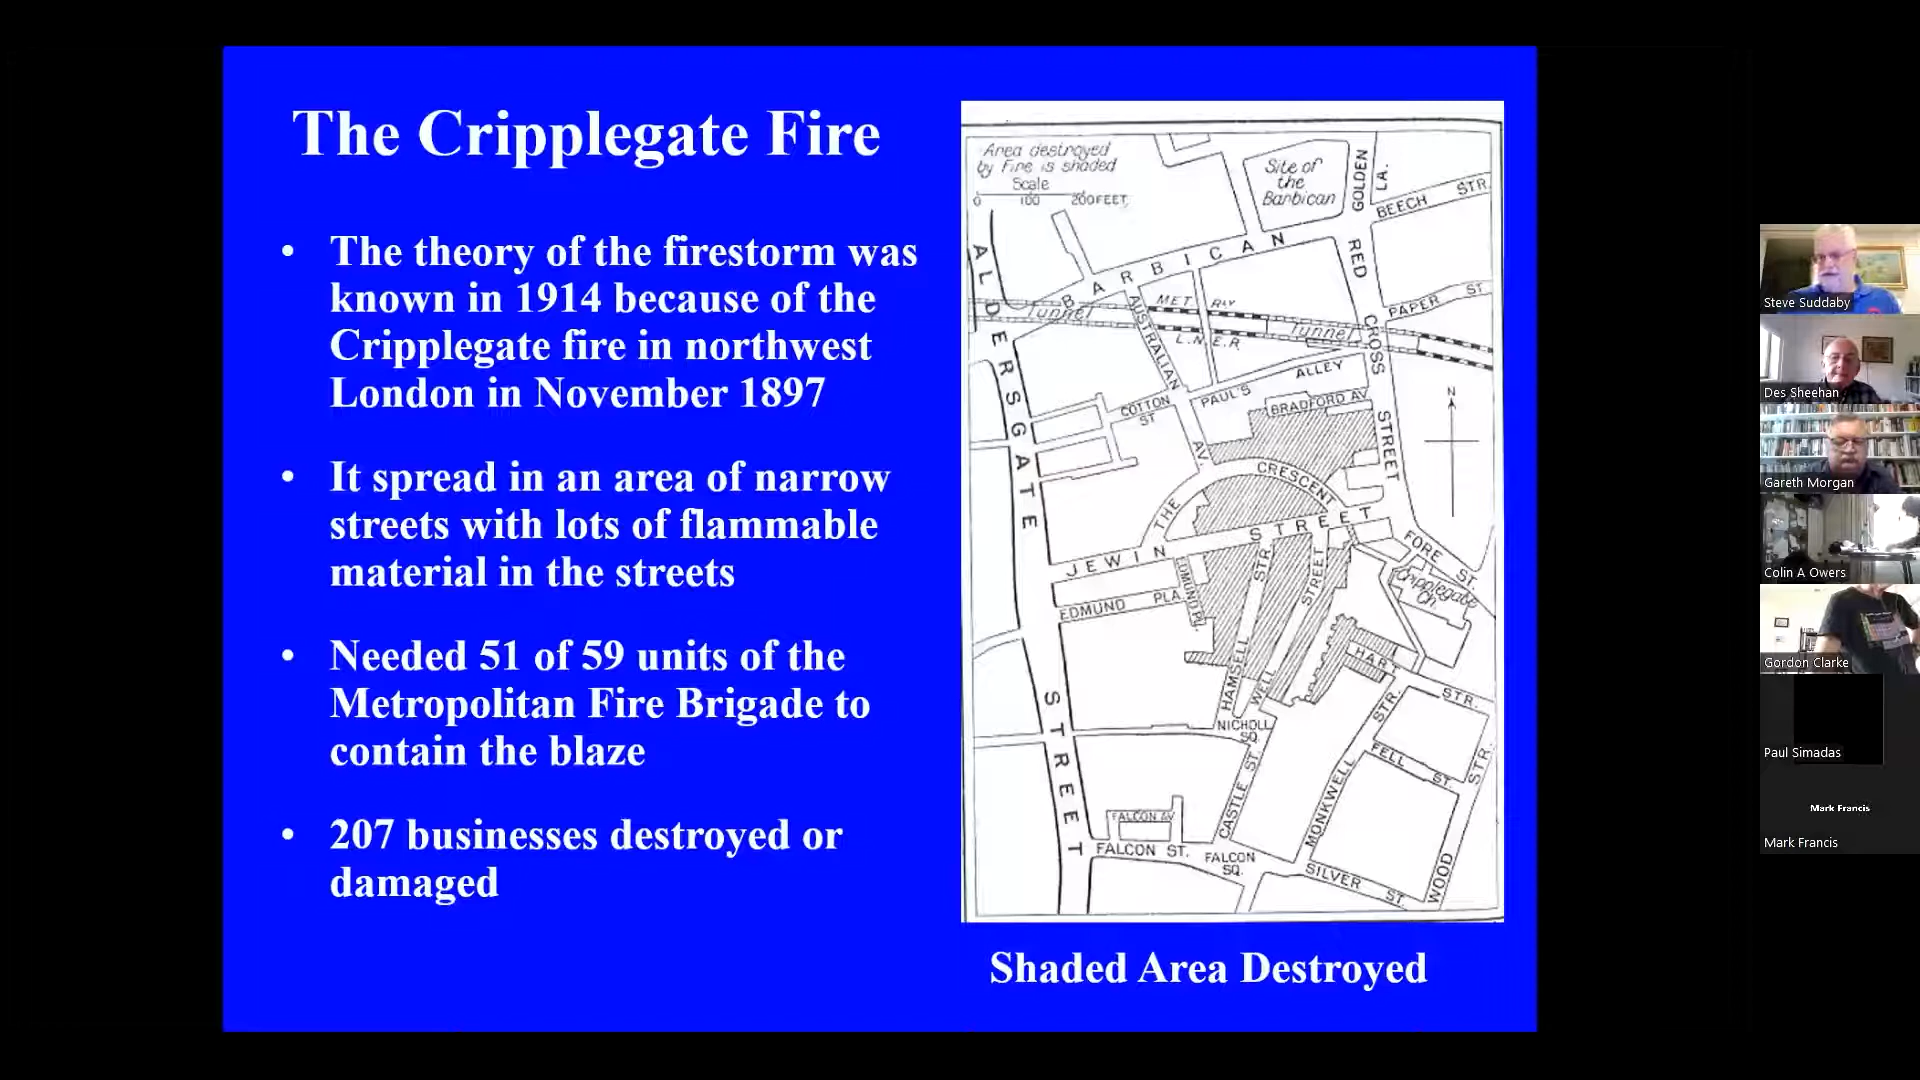 The Cripplegate Fire
• The theory of the firestorm was
known in 1914 because of the
Cripplegate fire in northwest
London in November 1897
• It spread in an area of narrow
streets with lots of flammable
material in the streets
• Needed 51 of 59 units of the
Metropolitan Fire Brigade to
contain the blaze
• 207 businesses destroyed or
damaged
Area destroyed
by Fire is shaded
Scale
0 100 200 FEET
Site of
the
Barbican
GOLDEN
LA.
BEECH STR.
BARBICAN
RED CROSS STREET
ALDERSGATE STREET
MET. RLY
Tunnel
Tunnel
L.N.E.R.
PAPER ST.
AUSTRALIAN AV.
PAUL'S ALLEY
COTTON
ST
BRADFORD AV.
N
THE CRESCENT
JEWIN STREET
FORE ST.
Cripplegate
Ch.
EDMUND PLA.
EDMUND PL.
HAMSELL STR.
WELL STREET
HART STR.
NICHOLL
SQ.
CASTLE ST.
MONKWELL STR.
FELL ST.
WOOD STR.
FALCON AV.
FALCON ST.
FALCON
SQ.
SILVER ST.
Shaded Area Destroyed
Steve Suddaby
Des Sheehan
Gareth Morgan
Colin A Owers
Gordon Clarke
Paul Simadas
Mark Francis
Mark Francis